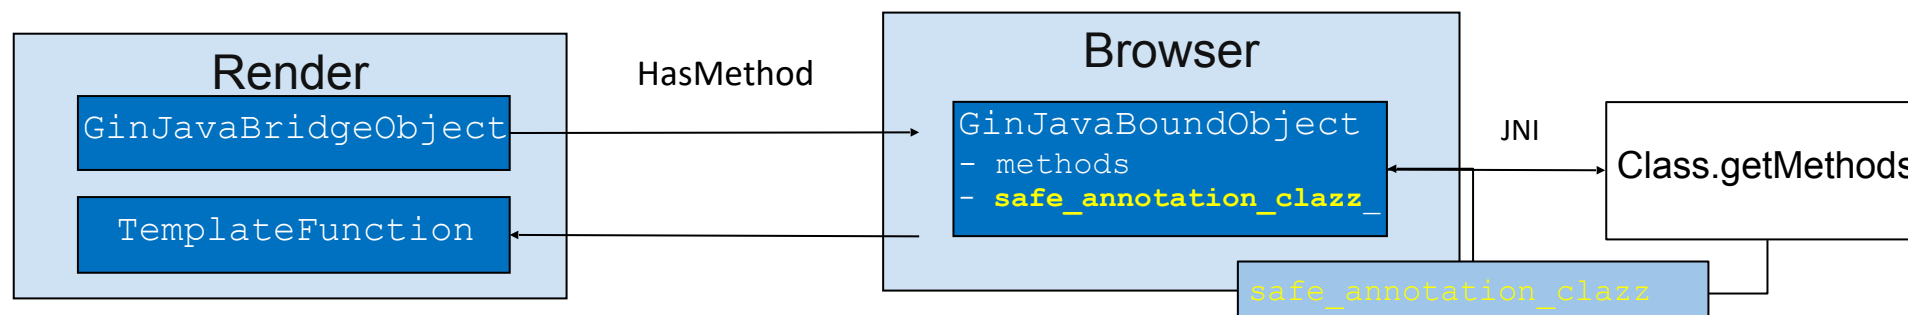 Render
GinJavaBridgeObject
TemplateFunction
HasMethod
Browser
GinJavaBoundObject
- methods
- safe_annotation_clazz_
JNI
Class.getMethods
safe_annotation_clazz